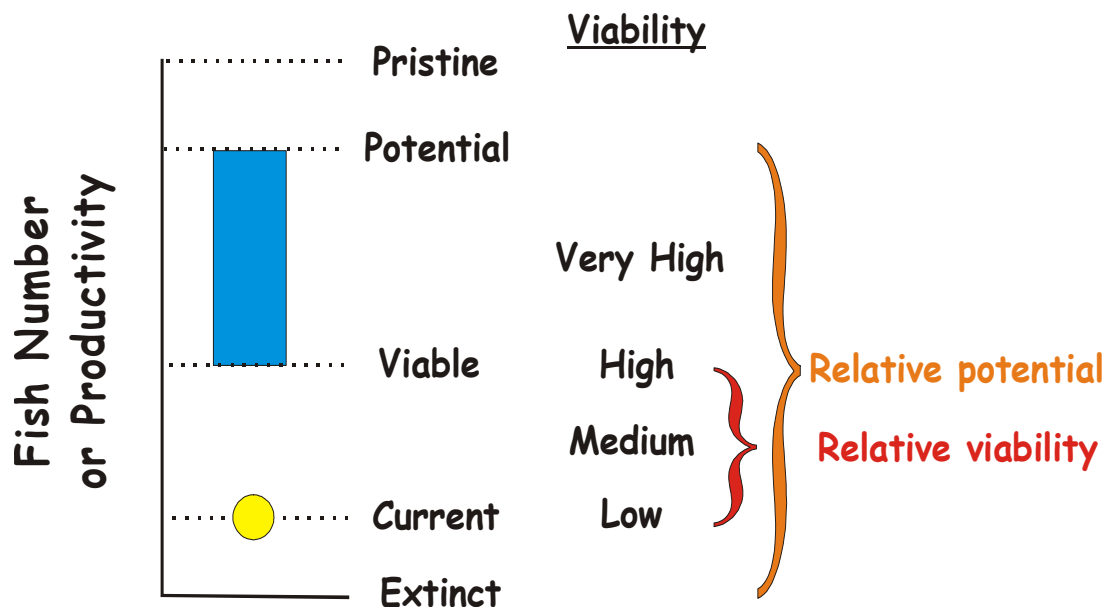 Viability
Pristine
Potential
Very High
Viable
High
Relative potential
Medium
Relative viability
Current
Low
Extinct
Fish Number
or Productivity